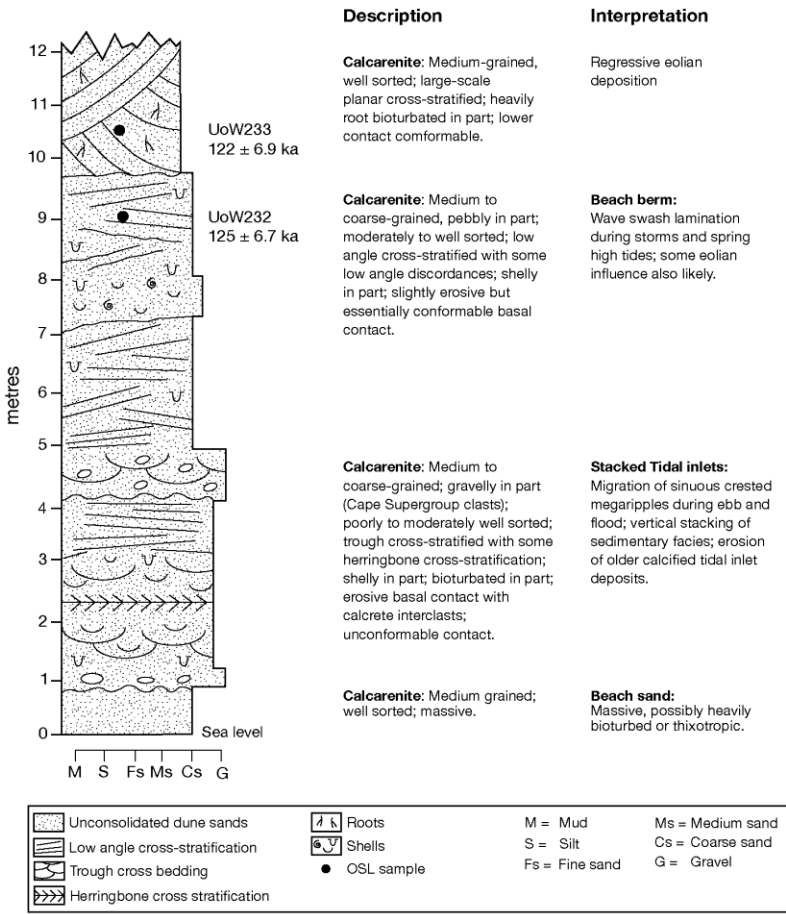 Description
Interpretation
12
11
10
9
8
7
6
5
4
3
2
1
0
metres
Sea level
M S Fs Ms Cs G
UoW233
122 ± 6.9 ka
UoW232
125 ± 6.7 ka
Calcarenite: Medium-grained,
well sorted; large-scale
planar cross-stratified; heavily
root bioturbated in part; lower
contact comformable.
Regressive eolian
deposition
Calcarenite: Medium to
coarse-grained, pebbly in part;
moderately to well sorted; low
angle cross-stratified with some
low angle discordances; shelly
in part; slightly erosive but
essentially conformable basal
contact.
Beach berm:
Wave swash lamination
during storms and spring
high tides; some eolian
influence also likely.
Calcarenite: Medium to
coarse-grained; gravelly in part
(Cape Supergroup clasts);
poorly to moderately well sorted;
trough cross-stratified with some
herringbone cross-stratification;
shelly in part; bioturbated in part;
erosive basal contact with
calcrete interclasts;
unconformable contact.
Stacked Tidal inlets:
Migration of sinuous crested
megaripples during ebb and
flood; vertical stacking of
sedimentary facies; erosion
of older calcified tidal inlet
deposits.
Calcarenite: Medium grained;
well sorted; massive.
Beach sand:
Massive, possibly heavily
bioturbed or thixotropic.
Unconsolidated dune sands
Low angle cross-stratification
Trough cross bedding
Herringbone cross stratification
Roots
Shells
OSL sample
M = Mud
S = Silt
Fs = Fine sand
Ms = Medium sand
Cs = Coarse sand
G = Gravel